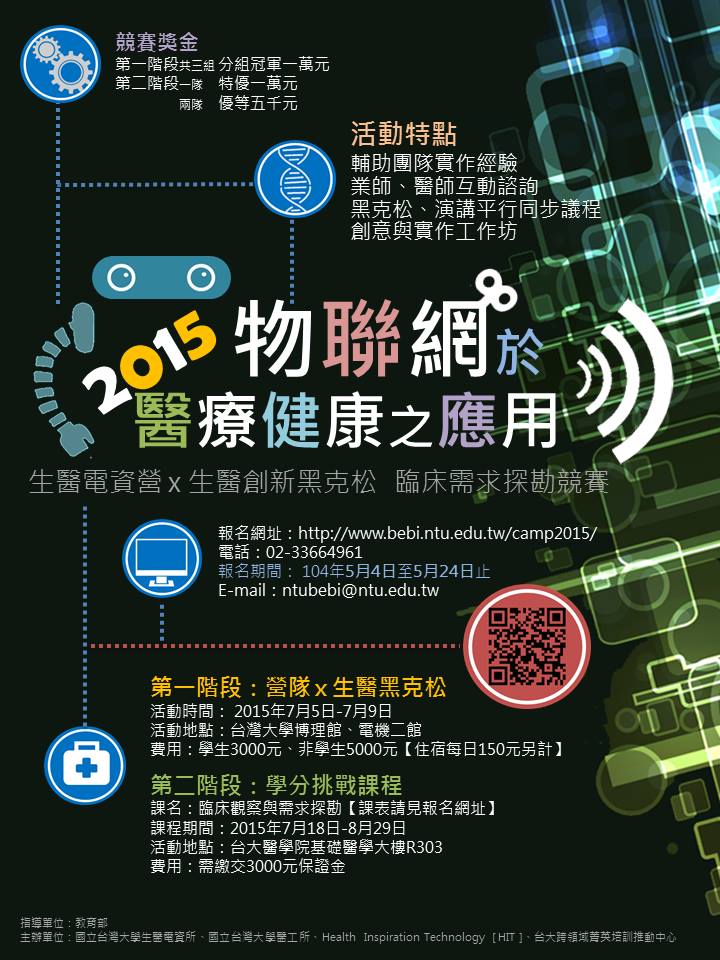 競賽獎金
第一階段共三組 分組冠軍一萬元
第二階段一隊 特優一萬元
兩隊 優等五千元
活動特點
輔助團隊實作經驗
業師、醫師互動諮詢
黑克松、演講平行同步議程
創意與實作工作坊
2015 物聯網於
醫療健康之應用
生醫電資營 x 生醫創新黑克松 臨床需求探勘競賽
報名網址：http://www.bebi.ntu.edu.tw/camp2015/
電話：02-33664961
報名期間： 104年5月4日至5月24日止
E-mail：ntubebi@ntu.edu.tw
第一階段：營隊 x 生醫黑克松
活動時間： 2015年7月5日-7月9日
活動地點：台灣大學博理館、電機二館
費用：學生3000元、非學生5000元【住宿每日150元另計】
第二階段：學分挑戰課程
課名：臨床觀察與需求探勘【課表請見報名網址】
課程期間：2015年7月18日-8月29日
活動地點：台大醫學院基礎醫學大樓R303
費用：需繳交3000元保證金
指導單位：教育部
主辦單位：國立台灣大學生醫電資所、國立台灣大學醫工所、Health Inspiration Technology [HIT]、台大跨領域菁英培訓推動中心